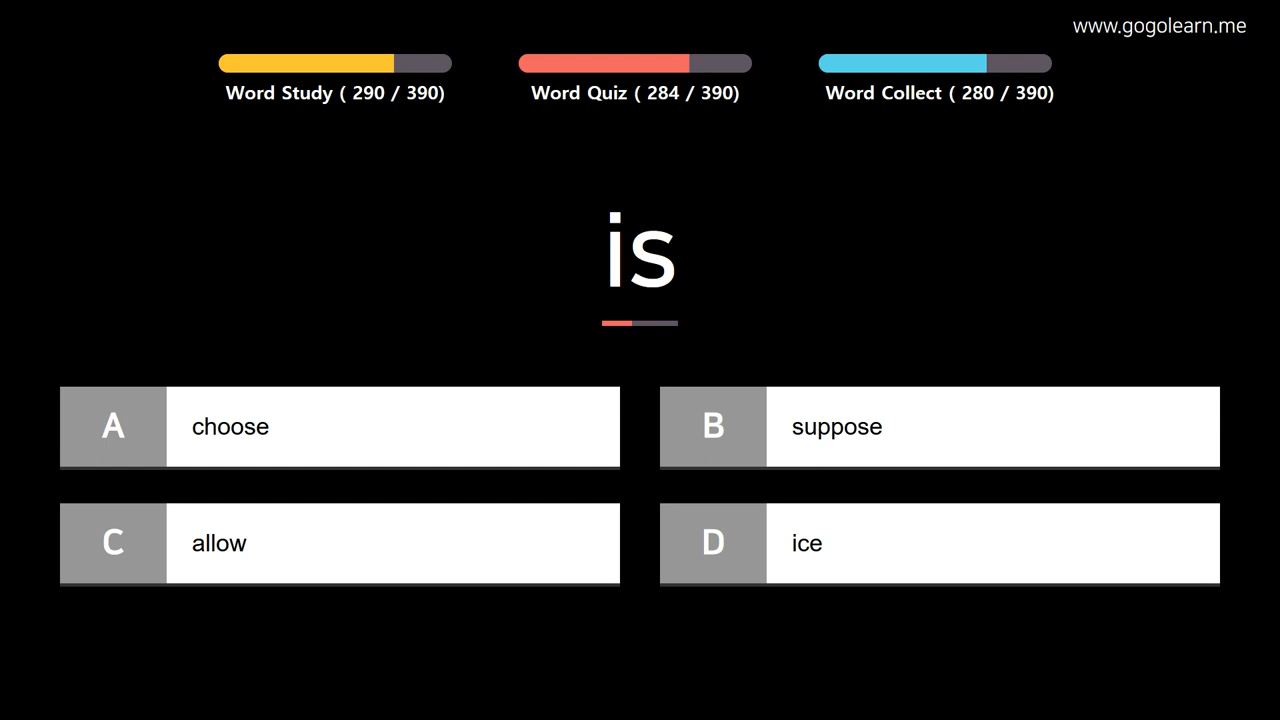 www.gogolearn.me
Word Study ( 290 / 390)
Word Quiz ( 284 / 390)
Word Collect ( 280 / 390)
is
A
choose
B
suppose
C
allow
D
ice